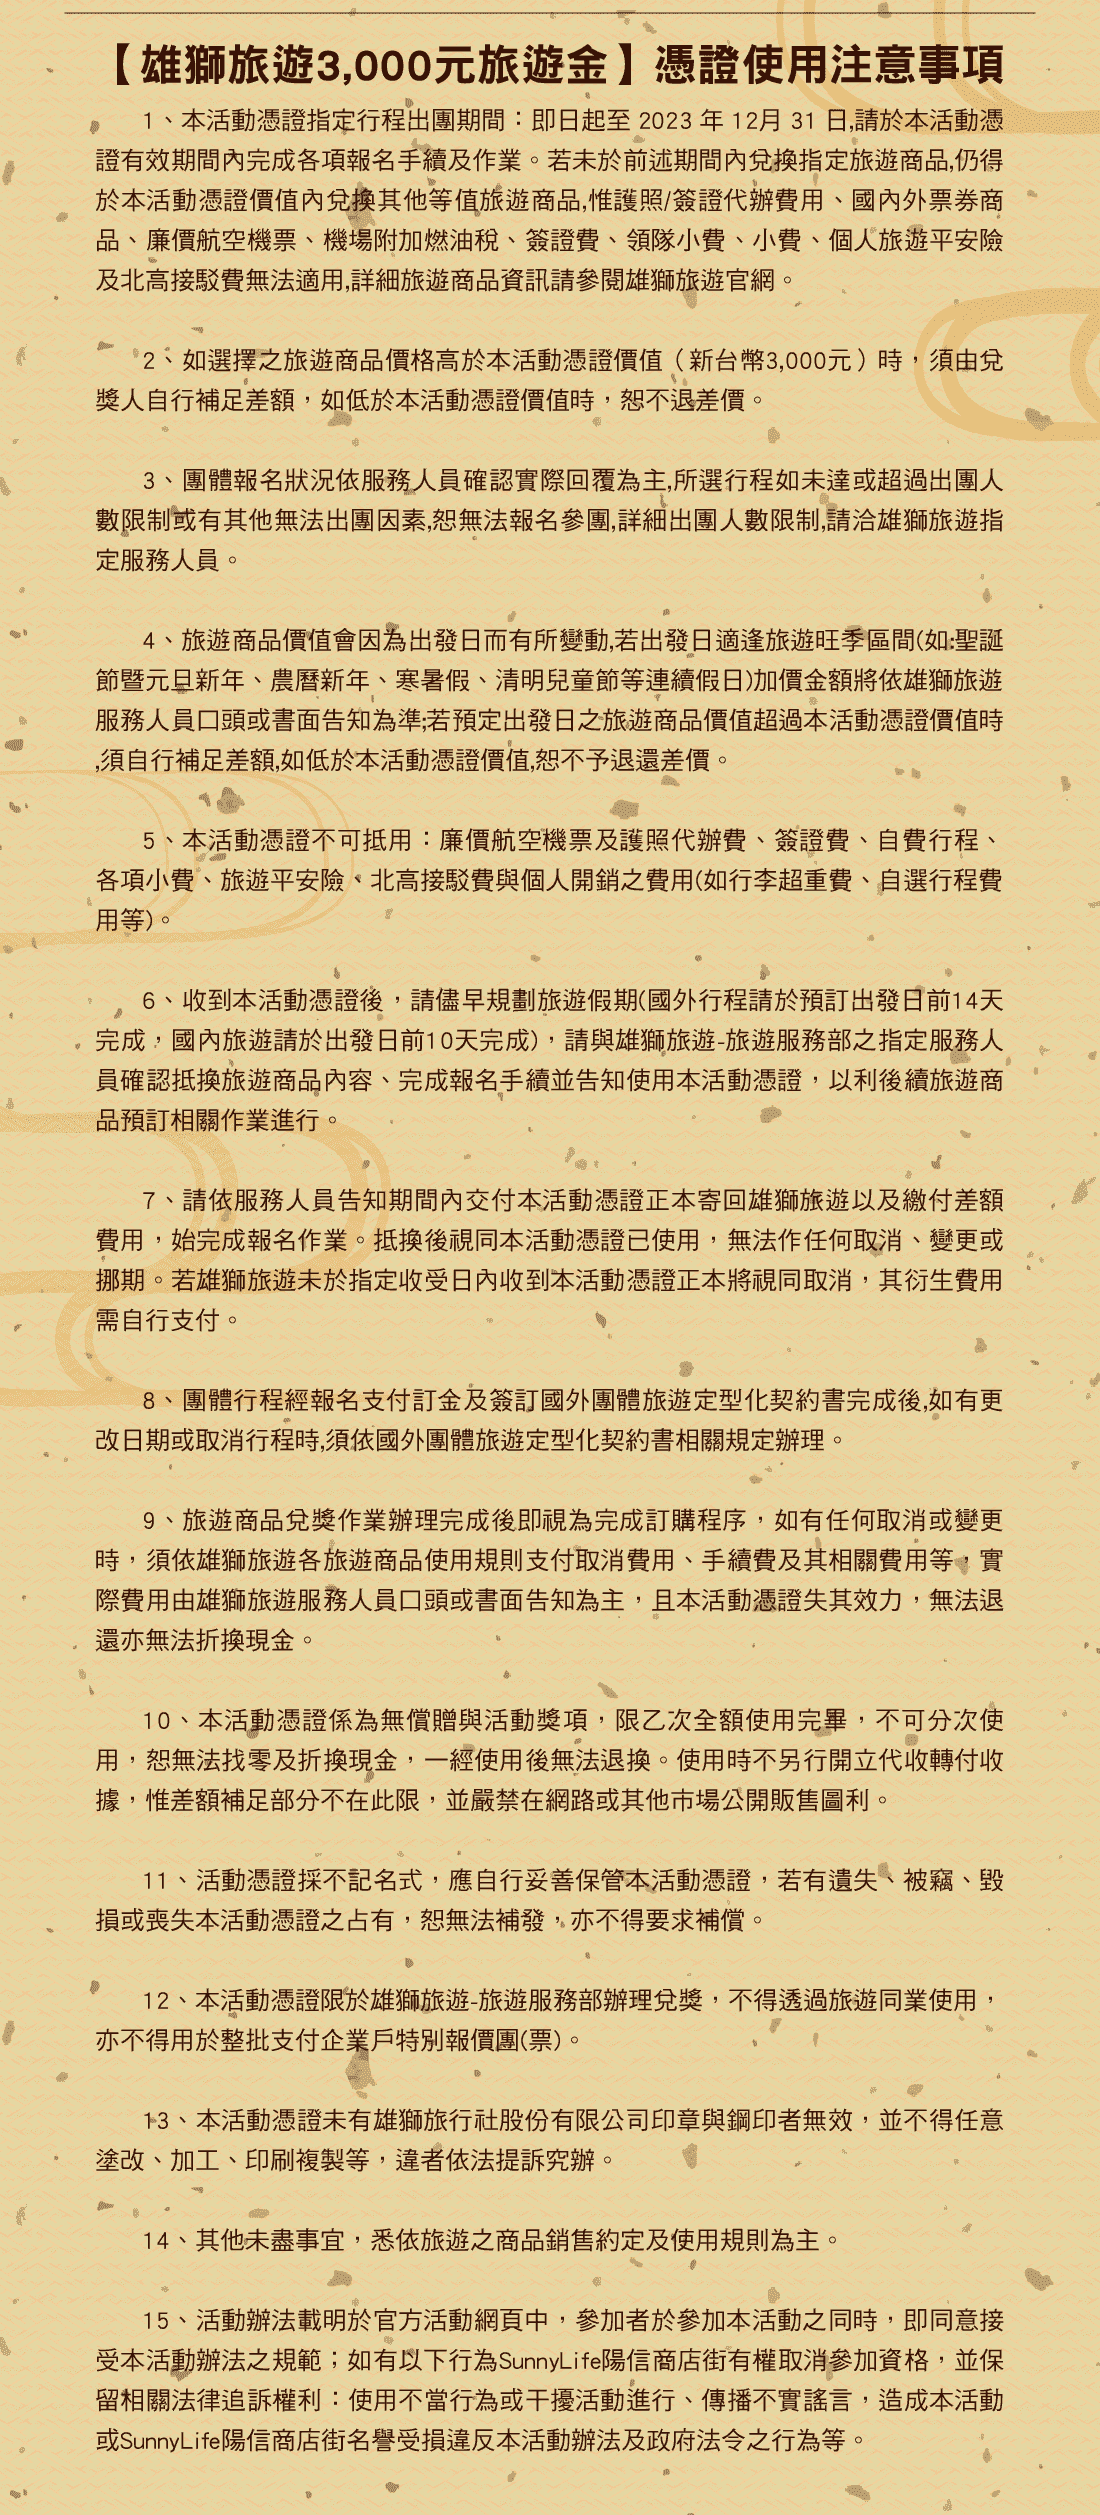 【雄獅旅遊3,000元旅遊金】憑證使用注意事項
1、本活動憑證指定行程出團期間：即日起至 2023 年 12月 31 日,請於本活動憑
證有效期間內完成各項報名手續及作業。若未於前述期間內兌換指定旅遊商品,仍得
於本活動憑證價值內兌換其他等值旅遊商品,惟護照/簽證代辦費用、國內外票券商
品、廉價航空機票、機場附加燃油稅、簽證費、領隊小費、小費、個人旅遊平安險
及北高接駁費無法適用,詳細旅遊商品資訊請參閱雄獅旅遊官網。
2、如選擇之旅遊商品價格高於本活動憑證價值（新台幣3,000元）時，須由兌
獎人自行補足差額，如低於本活動憑證價值時，恕不退差價。
3、團體報名狀況依服務人員確認實際回覆為主,所選行程如未達或超過出團人
數限制或有其他無法出團因素,恕無法報名參團,詳細出團人數限制,請洽雄獅旅遊指
定服務人員。
4、旅遊商品價值會因為出發日而有所變動,若出發日適逢旅遊旺季區間(如:聖誕
節暨元旦新年、農曆新年、寒暑假、清明兒童節等連續假日)加價金額將依雄獅旅遊
服務人員口頭或書面告知為準;若預定出發日之旅遊商品價值超過本活動憑證價值時
,須自行補足差額,如低於本活動憑證價值,恕不予退還差價。
5、本活動憑證不可抵用：廉價航空機票及護照代辦費、簽證費、自費行程、
各項小費、旅遊平安險、北高接駁費與個人開銷之費用(如行李超重費、自選行程費
用等)。
6、收到本活動憑證後，請儘早規劃旅遊假期(國外行程請於預訂出發日前14天
完成，國內旅遊請於出發日前10天完成)，請與雄獅旅遊-旅遊服務部之指定服務人
員確認抵換旅遊商品內容、完成報名手續並告知使用本活動憑證，以利後續旅遊商
品預訂相關作業進行。
7、請依服務人員告知期間內交付本活動憑證正本寄回雄獅旅遊以及繳付差額
費用，始完成報名作業。抵換後視同本活動憑證已使用，無法作任何取消、變更或
挪期。若雄獅旅遊未於指定收受日內收到本活動憑證正本將視同取消，其衍生費用
需自行支付。
8、團體行程經報名支付訂金及簽訂國外團體旅遊定型化契約書完成後,如有更
改日期或取消行程時,須依國外團體旅遊定型化契約書相關規定辦理。
9、旅遊商品兌獎作業辦理完成後即視為完成訂購程序，如有任何取消或變更
時，須依雄獅旅遊各旅遊商品使用規則支付取消費用、手續費及其相關費用等，實
際費用由雄獅旅遊服務人員口頭或書面告知為主，且本活動憑證失其效力，無法退
還亦無法折換現金。
10、本活動憑證係為無償贈與活動獎項，限乙次全額使用完畢，不可分次使
用，恕無法找零及折換現金，一經使用後無法退換。使用時不另行開立代收轉付收
據，惟差額補足部分不在此限，並嚴禁在網路或其他市場公開販售圖利。
11、活動憑證採不記名式，應自行妥善保管本活動憑證，若有遺失、被竊、毀
損或喪失本活動憑證之占有，恕無法補發，亦不得要求補償。
12、本活動憑證限於雄獅旅遊-旅遊服務部辦理兌獎，不得透過旅遊同業使用，
亦不得用於整批支付企業戶特別報價團(票)。
13、本活動憑證未有雄獅旅行社股份有限公司印章與鋼印者無效，並不得任意
塗改、加工、印刷複製等，違者依法提訴究辦。
14、其他未盡事宜，悉依旅遊之商品銷售約定及使用規則為主。
15、活動辦法載明於官方活動網頁中，參加者於參加本活動之同時，即同意接
受本活動辦法之規範；如有以下行為SunnyLife陽信商店街有權取消參加資格，並保
留相關法律追訴權利：使用不當行為或干擾活動進行、傳播不實謠言，造成本活動
或SunnyLife陽信商店街名譽受損違反本活動辦法及政府法令之行為等。